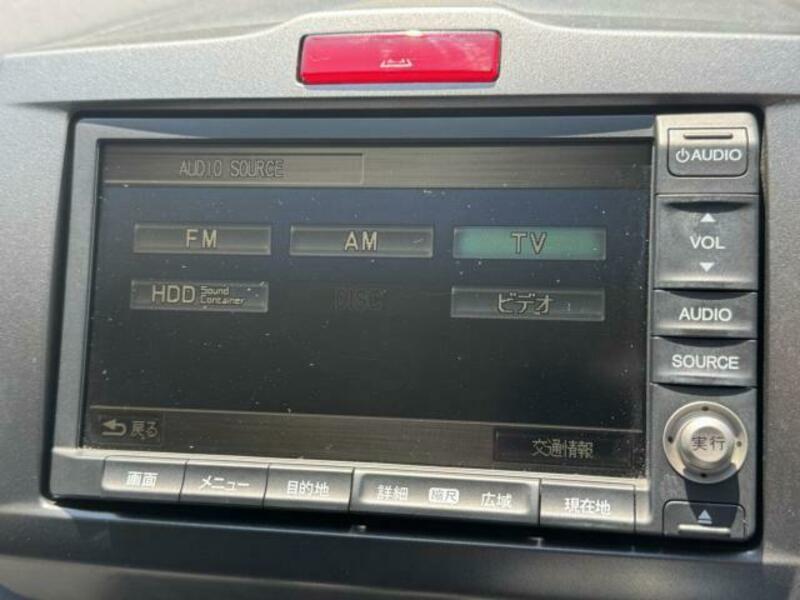 AUDIO SOURCE
FM
AM
TV
HDD Sound Container
DISC
ビデオ
戻る
交通情報
AUDIO
VOL
AUDIO
SOURCE
実行
画面
メニュー
目的地
詳細
縮尺
広域
現在地